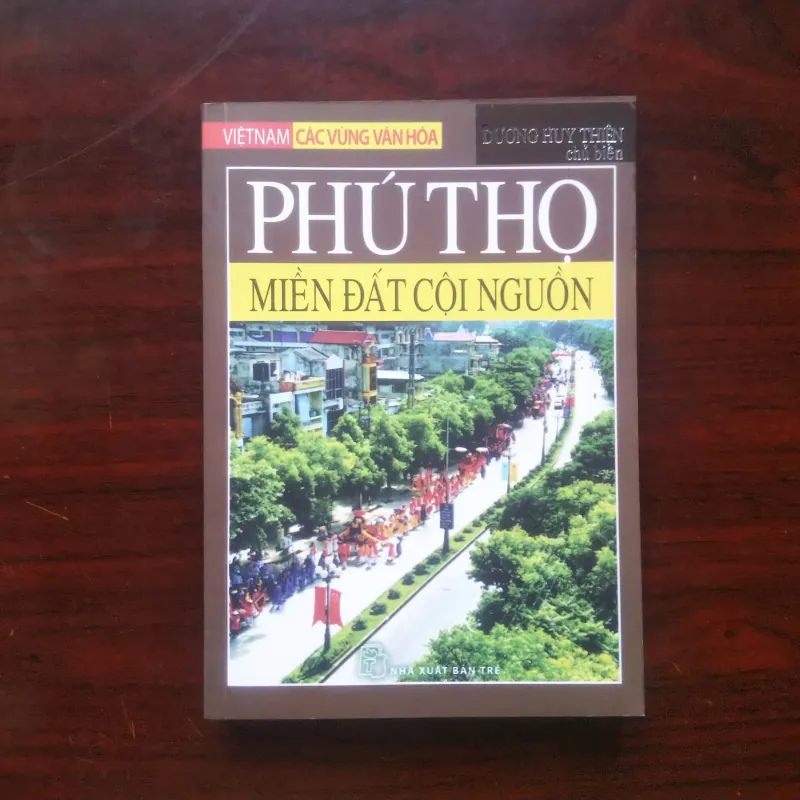 VIỆTNAM CÁC VÙNG VĂN HÓA
DƯƠNG HUY THIỆN
chủ biên
PHÚ THỌ
MIỀN ĐẤT CỘI NGUỒN
NHÀ XUẤT BẢN TRẺ